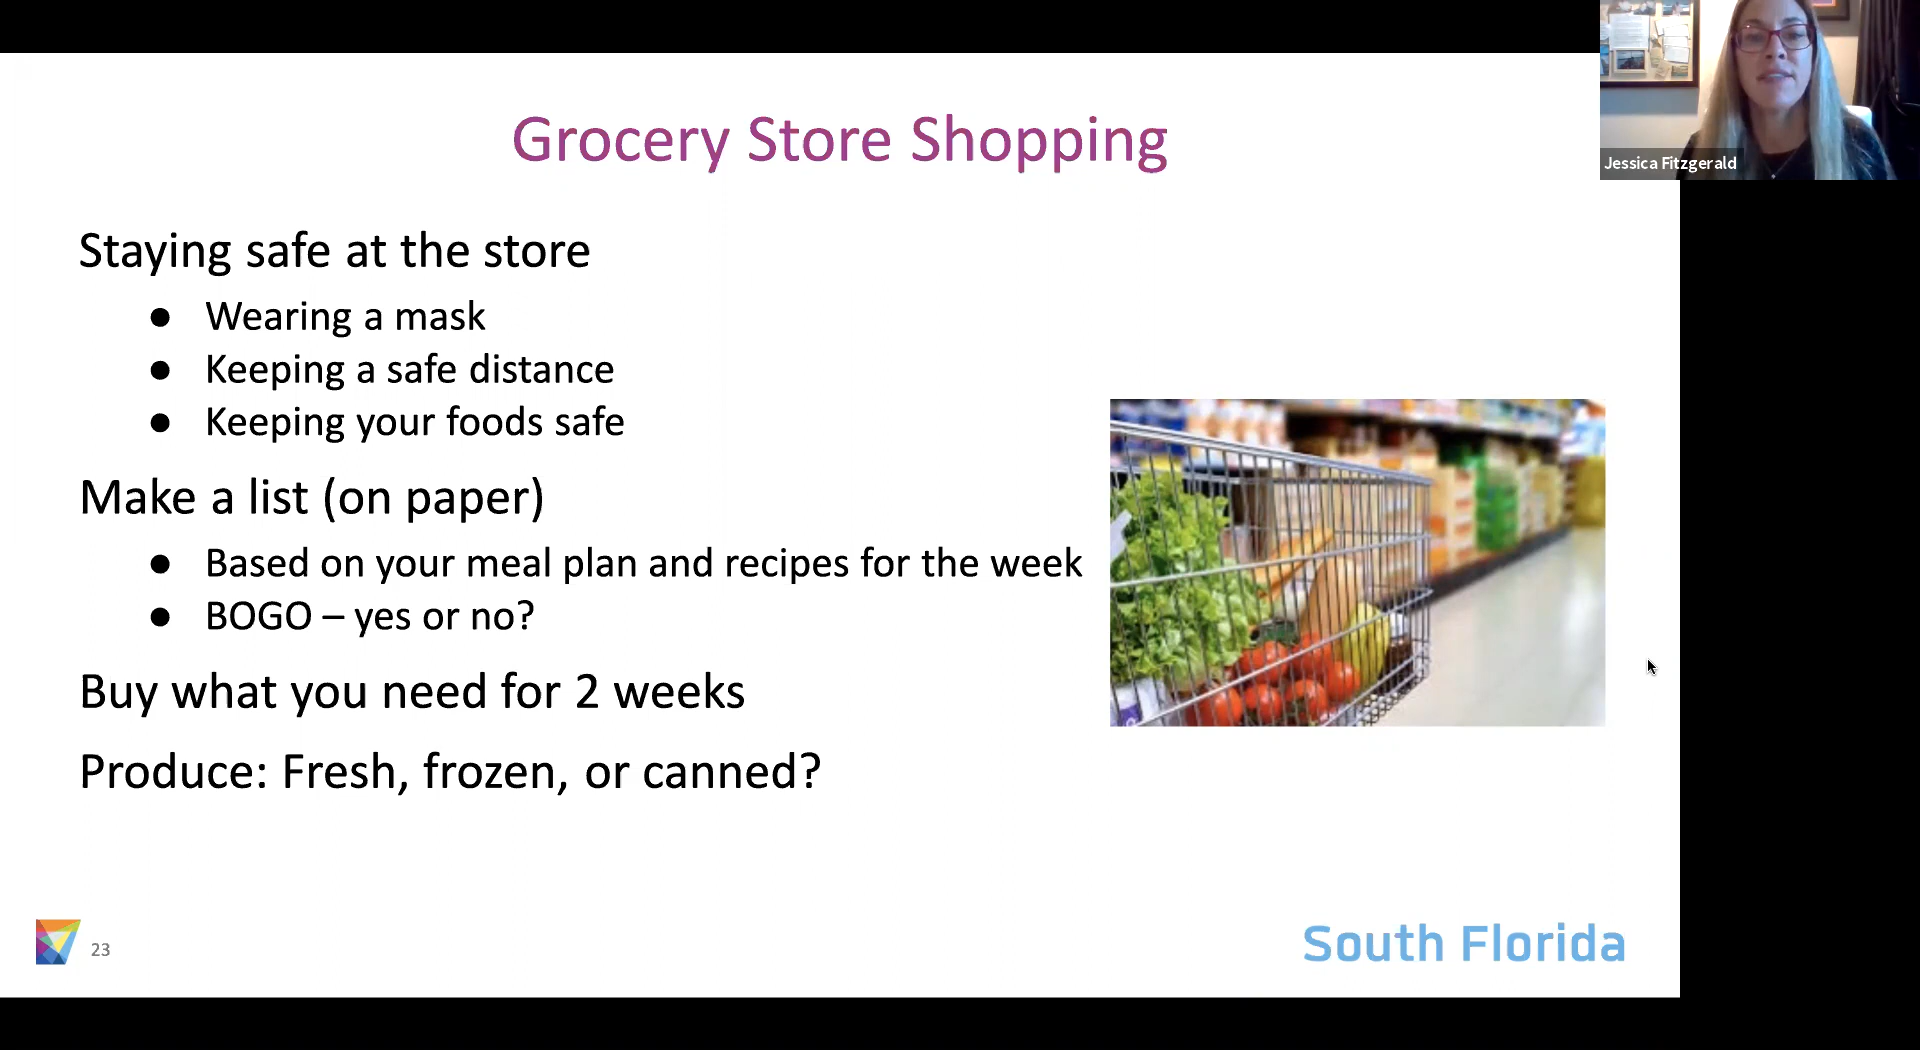 Grocery Store Shopping
Jessica Fitzgerald
Staying safe at the store
● Wearing a mask
● Keeping a safe distance
● Keeping your foods safe
Make a list (on paper)
● Based on your meal plan and recipes for the week
● BOGO – yes or no?
Buy what you need for 2 weeks
Produce: Fresh, frozen, or canned?
23
South Florida